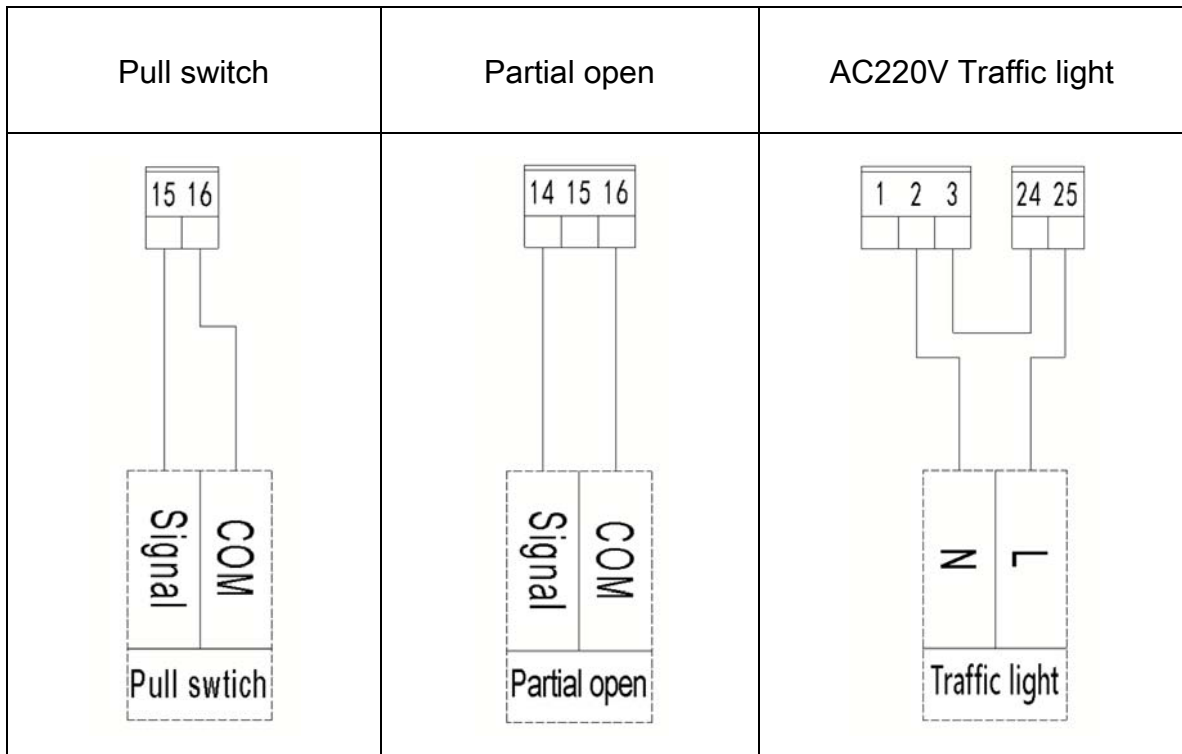 Pull switch
Partial open
AC220V Traffic light
15 16
Signal
COM
Pull swtich
14 15 16
Signal
COM
Partial open
1 2 3
24 25
N
L
Traffic light